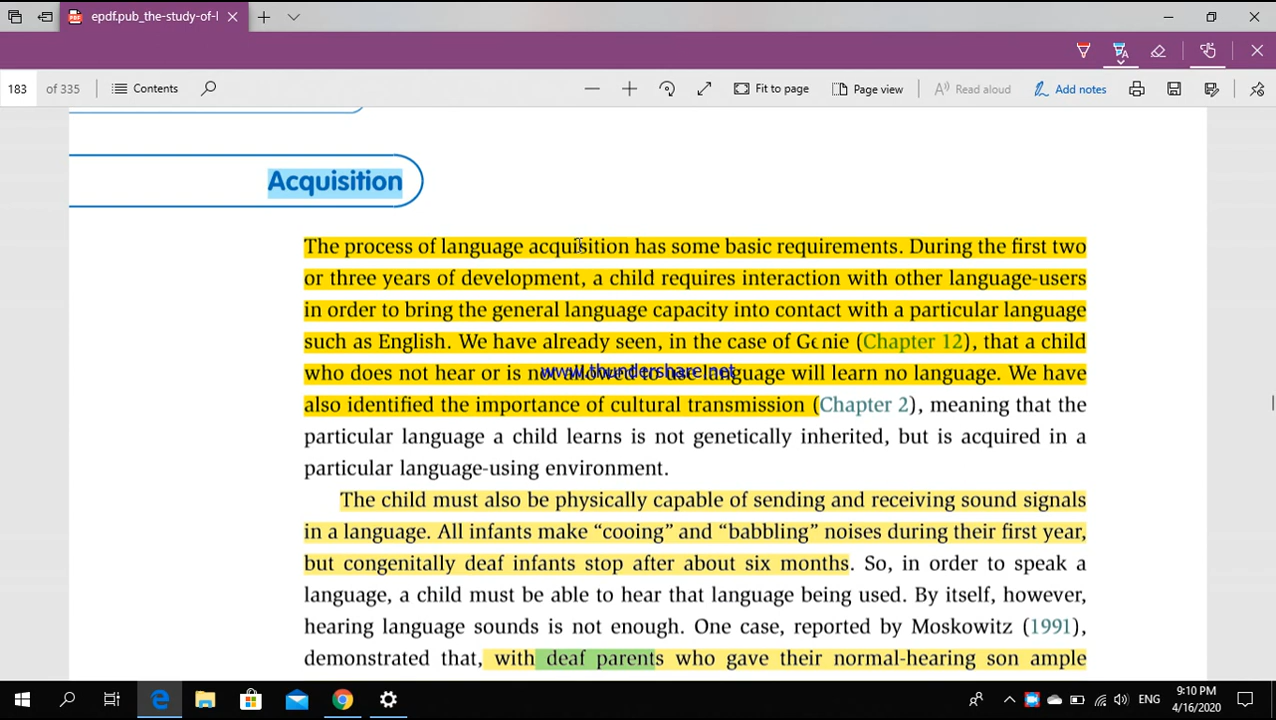 epdf.pub_the-study-of-l
183 of 335
Contents
Fit to page
Page view
Read aloud
Add notes
Acquisition
The process of language acquisition has some basic requirements. During the first two
or three years of development, a child requires interaction with other language-users
in order to bring the general language capacity into contact with a particular language
such as English. We have already seen, in the case of Genie (Chapter 12), that a child
who does not hear or is not allowed to use language will learn no language. We have
www.thundershare.net
also identified the importance of cultural transmission (Chapter 2), meaning that the
particular language a child learns is not genetically inherited, but is acquired in a
particular language-using environment.
The child must also be physically capable of sending and receiving sound signals
in a language. All infants make “cooing” and “babbling” noises during their first year,
but congenitally deaf infants stop after about six months. So, in order to speak a
language, a child must be able to hear that language being used. By itself, however,
hearing language sounds is not enough. One case, reported by Moskowitz (1991),
demonstrated that, with deaf parents who gave their normal-hearing son ample
ENG
9:10 PM
4/16/2020